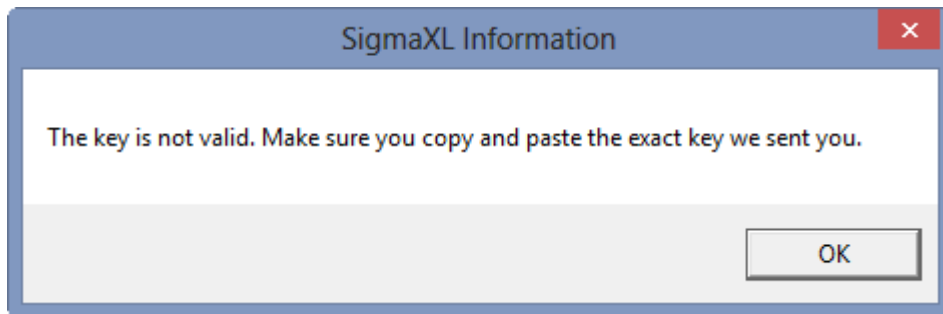 SigmaXL Information
The key is not valid. Make sure you copy and paste the exact key we sent you.
OK